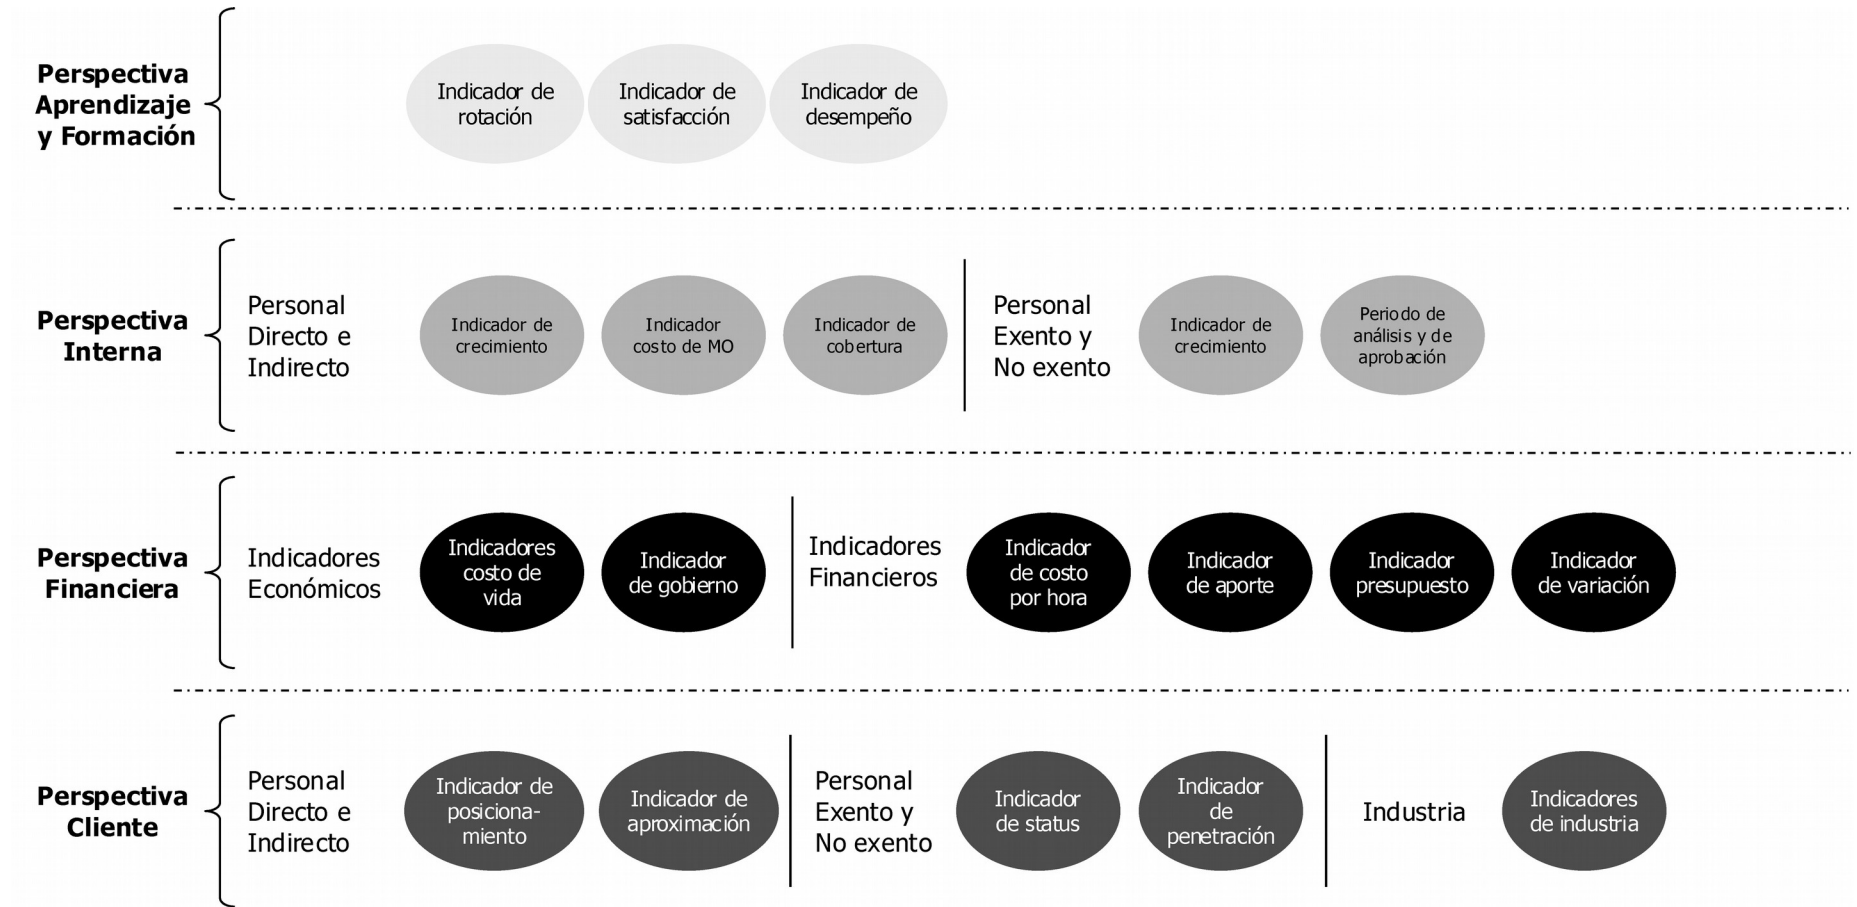 Perspectiva
Aprendizaje
y Formación
Indicador de
rotación
Indicador de
satisfacción
Indicador de
desempeño
Perspectiva
Interna
Personal
Directo e
Indirecto
Indicador de
crecimiento
Indicador
costo de MO
Indicador de
cobertura
Personal
Exento y
No exento
Indicador de
crecimiento
Periodo de
análisis y de
aprobación
Perspectiva
Financiera
Indicadores
Económicos
Indicadores
costo de
vida
Indicador
de gobierno
Indicadores
Financieros
Indicador
de costo
por hora
Indicador
de aporte
Indicador
presupuesto
Indicador
de variación
Perspectiva
Cliente
Personal
Directo e
Indirecto
Indicador de
posiciona-
miento
Indicador de
aproximación
Personal
Exento y
No exento
Indicador
de status
Indicador
de
penetración
Industria
Indicadores
de industria